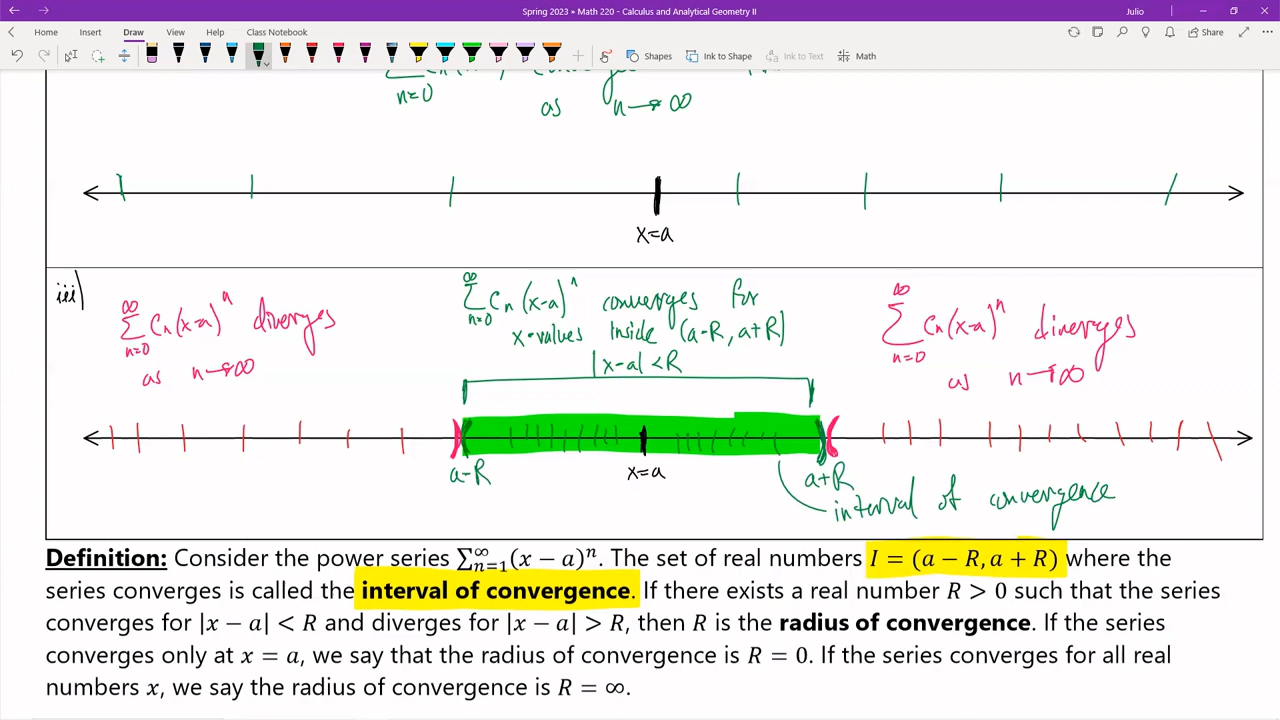 Spring 2023 » Math 220 - Calculus and Analytical Geometry II
Julio
Home Insert Draw View Help Class Notebook
Share
Shapes Ink to Shape Ink to Text Math
n=0
as n→∞
x=a
iii)
∑_{n=0}^{∞} Cn(x-a)^n diverges
as n→∞
∑_{n=0}^{∞} Cn(x-a)^n converges for
x-values inside (a-R, a+R)
|x-a| < R
∑_{n=0}^{∞} Cn(x-a)^n diverges
as n→∞
a-R
x=a
a+R
interval of convergence
Definition: Consider the power series ∑_{n=1}^{∞}(x − a)^n. The set of real numbers I = (a − R, a + R) where the
series converges is called the interval of convergence. If there exists a real number R > 0 such that the series
converges for |x − a| < R and diverges for |x − a| > R, then R is the radius of convergence. If the series
converges only at x = a, we say that the radius of convergence is R = 0. If the series converges for all real
numbers x, we say the radius of convergence is R = ∞.